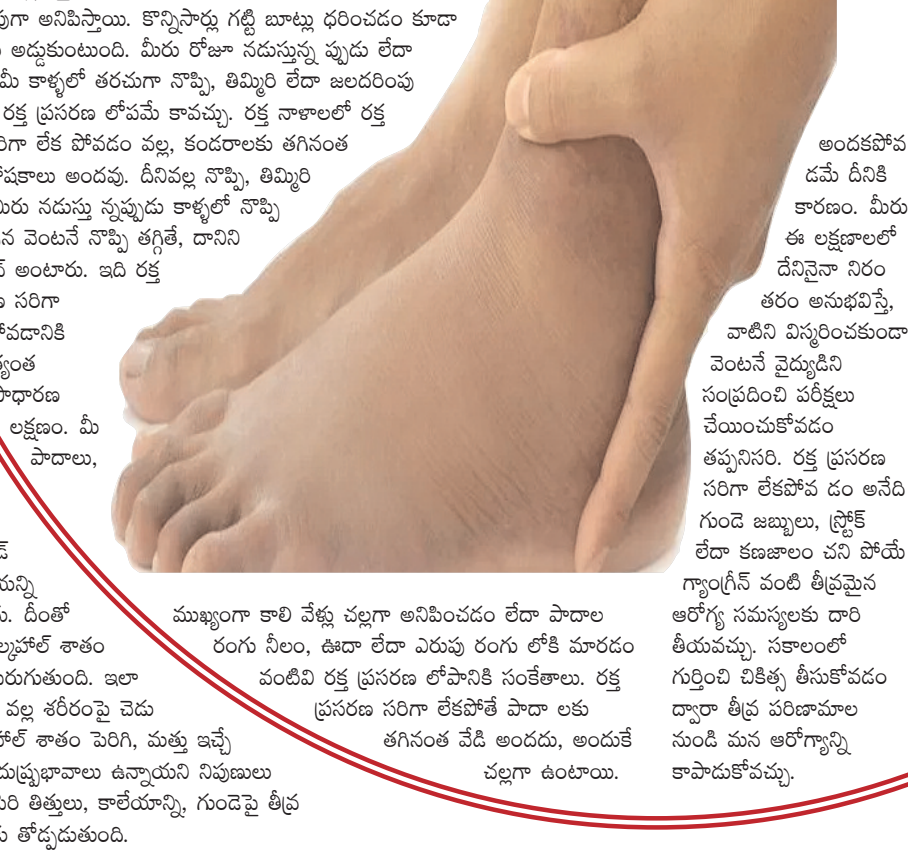 అనిపిస్తాయి. కొన్నిసార్లు గట్టి బూట్లు ధరించడం కూడా
అడ్డుకుంటుంది. మీరు రోజూ నడుస్తున్న ప్పుడు లేదా
మీ కాళ్ళలో తరచుగా నొప్పి, తిమ్మిరి లేదా జలదరింపు
రక్త ప్రసరణ లోపమే కావచ్చు. రక్త నాళాలలో రక్త
లేక పోవడం వల్ల, కండరాలకు తగినంత
అందవు. దీనివల్ల నొప్పి, తిమ్మిరి
నడుస్తు న్నప్పుడు కాళ్ళలో నొప్పి
వెంటనే నొప్పి తగ్గితే, దానిని
అంటారు. ఇది రక్త
సరిగా
లక్షణం. మీ
పాదాలు,
ముఖ్యంగా కాలి వేళ్లు చల్లగా అనిపించడం లేదా పాదాల
రంగు నీలం, ఊదా లేదా ఎరుపు రంగు లోకి మారడం
వంటివి రక్త ప్రసరణ లోపానికి సంకేతాలు. రక్త
ప్రసరణ సరిగా లేకపోతే పాదా లకు
తగినంత వేడి అందదు, అందుకే
చల్లగా ఉంటాయి.
అందకపోవ
డమే దీనికి
కారణం. మీరు
ఈ లక్షణాలలో
దేనినైనా నిరం
తరం అనుభవిస్తే,
వాటిని విస్మరించకుండా
వెంటనే వైద్యుడిని
సంప్రదించి పరీక్షలు
చేయించుకోవడం
తప్పనిసరి. రక్త ప్రసరణ
సరిగా లేకపోవ డం అనేది
గుండె జబ్బులు, స్ట్రోక్
లేదా కణజాలం చని పోయే
గ్యాంగ్రీన్ వంటి తీవ్రమైన
ఆరోగ్య సమస్యలకు దారి
తీయవచ్చు. సకాలంలో
గుర్తించి చికిత్స తీసుకోవడం
ద్వారా తీవ్ర పరిణామాల
నుండి మన ఆరోగ్యాన్ని
కాపాడుకోవచ్చు.
దీంతో
శాతం
ఇలా
వల్ల శరీరంపై చెడు
శాతం పెరిగి, మత్తు ఇచ్చే
దుష్ప్రభావాలు ఉన్నాయని నిపుణులు
తిత్తులు, కాలేయాన్ని, గుండెపై తీవ్ర
తోడ్పడుతుంది.